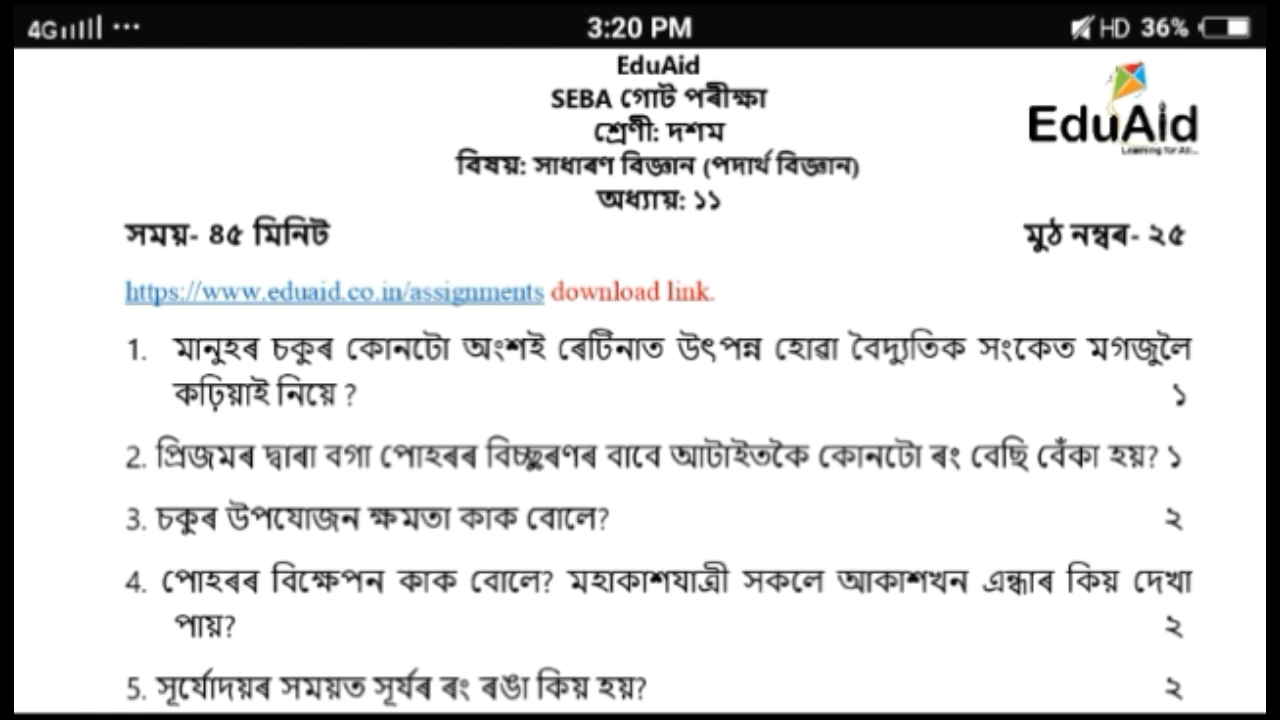 4G ...
3:20 PM
HD 36%
EduAid
SEBA গোট পৰীক্ষা
শ্ৰেণী: দশম
বিষয়: সাধাৰণ বিজ্ঞান (পদাৰ্থ বিজ্ঞান)
অধ্যায়: ১১
EduAid
Learning for All...
সময়- ৪৫ মিনিট
মুঠ নম্বৰ- ২৫
https://www.eduaid.co.in/assignments download link.
1. মানুহৰ চকুৰ কোনটো অংশই ৰেটিনাত উৎপন্ন হোৱা বৈদ্যুতিক সংকেত মগজুলৈ
কঢ়িয়াই নিয়ে ? ১
2. প্ৰিজমৰ দ্বাৰা বগা পোহৰৰ বিচ্ছুৰণৰ বাবে আটাইতকৈ কোনটো ৰং বেছি বেঁকা হয়? ১
3. চকুৰ উপযোজন ক্ষমতা কাক বোলে? ২
4. পোহৰৰ বিক্ষেপন কাক বোলে? মহাকাশযাত্ৰী সকলে আকাশখন এন্ধাৰ কিয় দেখা
পায়? ২
5. সূৰ্যোদয়ৰ সময়ত সূৰ্যৰ ৰং ৰঙা কিয় হয়? ২